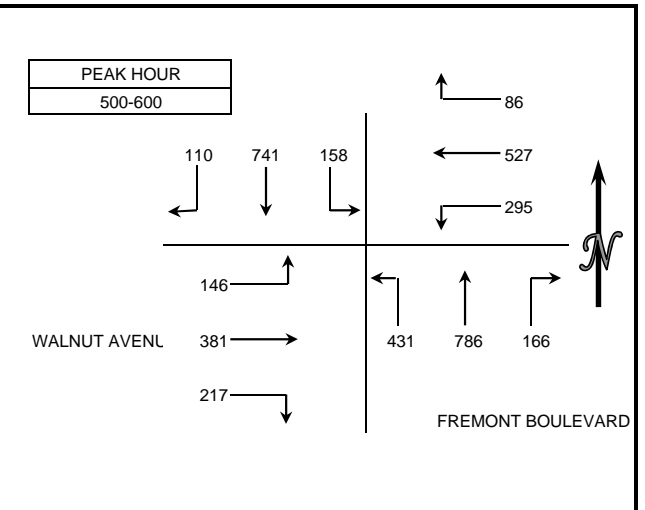 PEAK HOUR
500-600
86
110 741 158
527
295
146
WALNUT AVENU
381
431 786 166
217
FREMONT BOULEVARD
N